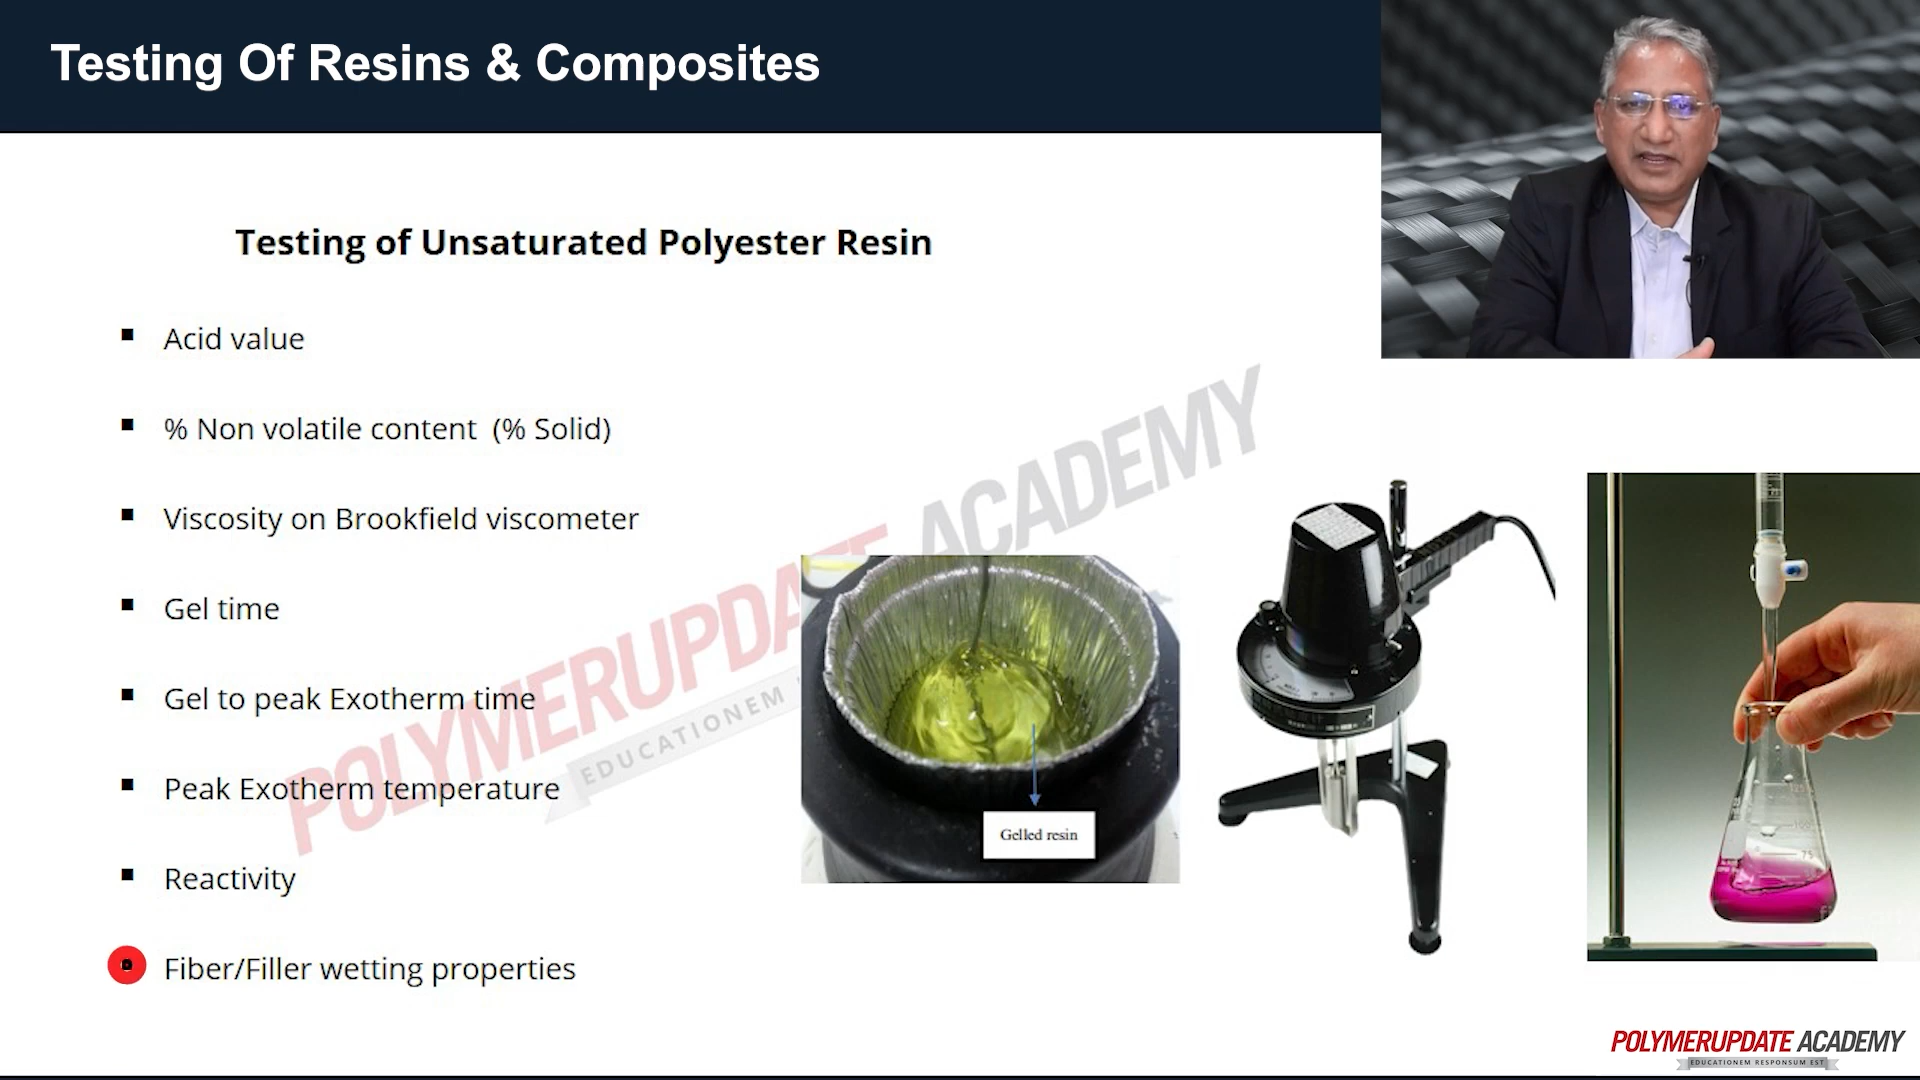 Testing Of Resins & Composites
Testing of Unsaturated Polyester Resin
▪ Acid value
▪ % Non volatile content (% Solid)
▪ Viscosity on Brookfield viscometer
▪ Gel time
▪ Gel to peak Exotherm time
▪ Peak Exotherm temperature
▪ Reactivity
▪ Fiber/Filler wetting properties
POLYMERUPDATE ACADEMY
EDUCATIONEM
Gelled resin
100
75
POLYMERUPDATE ACADEMY
EDUCATIONEM RESPONSUM EST